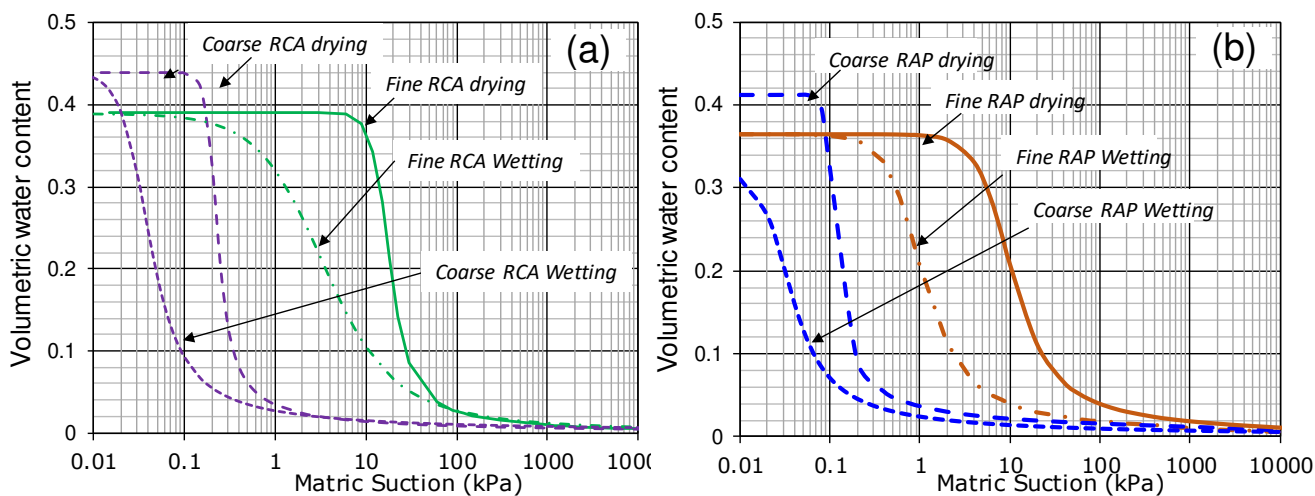 (a)
Coarse RCA drying
Fine RCA drying
Fine RCA Wetting
Coarse RCA Wetting
Volumetric water content
0.5
0.4
0.3
0.2
0.1
0
0.01 0.1 1 10 100 1000 1000
Matric Suction (kPa)
(b)
Coarse RAP drying
Fine RAP drying
Fine RAP Wetting
Coarse RAP Wetting
Volumetric water content
0.5
0.4
0.3
0.2
0.1
0
0.01 0.1 1 10 100 1000 10000
Matric Suction (kPa)